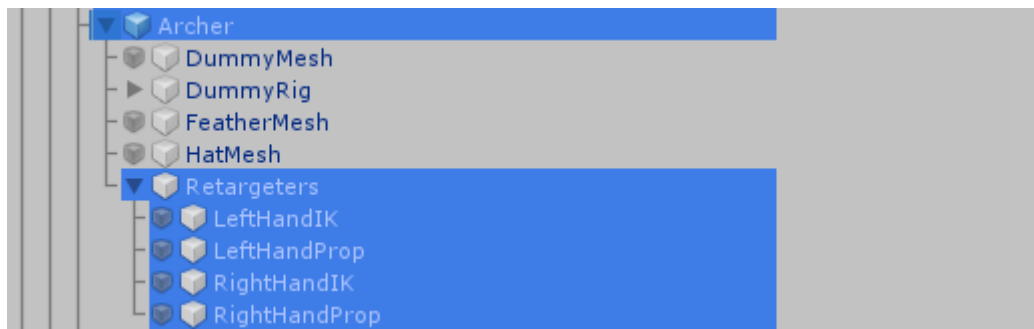 Archer
DummyMesh
DummyRig
FeatherMesh
HatMesh
Retargeters
LeftHandIK
LeftHandProp
RightHandIK
RightHandProp